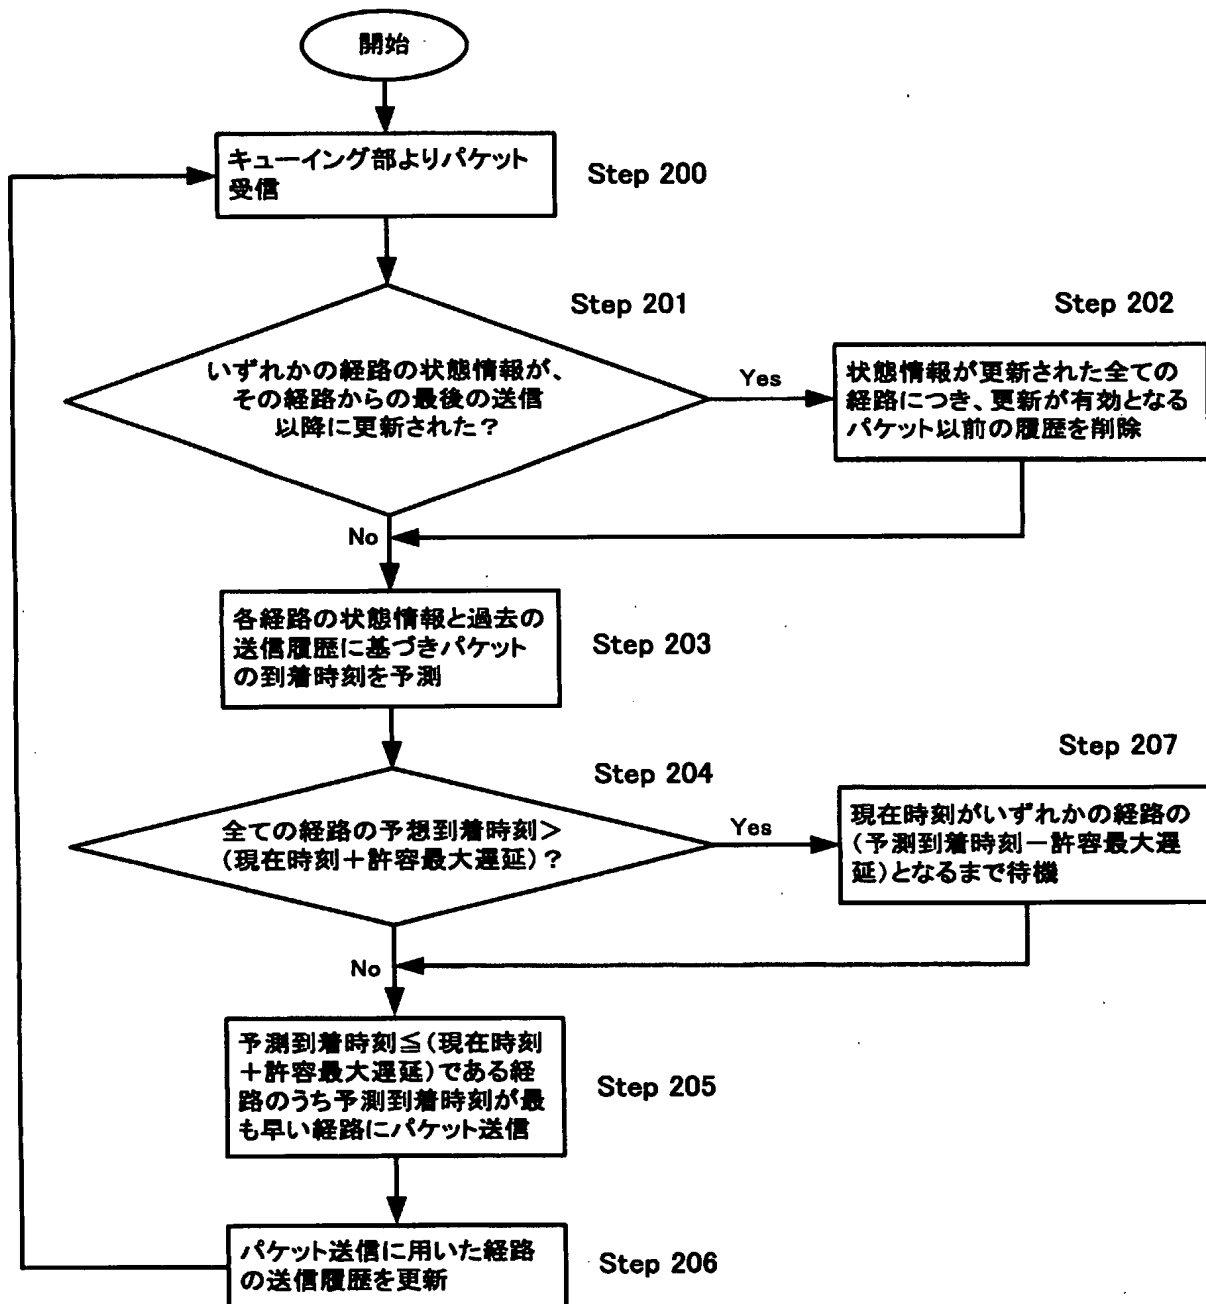 開始
キューイング部よりパケット
受信
Step 200
Step 201
いずれかの経路の状態情報が、
その経路からの最後の送信
以降に更新された？
Yes
Step 202
状態情報が更新された全ての
経路につき、更新が有効となる
パケット以前の履歴を削除
No
各経路の状態情報と過去の
送信履歴に基づきパケット
の到着時刻を予測
Step 203
Step 204
全ての経路の予想到着時刻＞
（現在時刻＋許容最大遅延）？
Yes
Step 207
現在時刻がいずれかの経路の
（予測到着時刻－許容最大遅
延）となるまで待機
No
予測到着時刻≦（現在時刻
＋許容最大遅延）である経
路のうち予測到着時刻が最
も早い経路にパケット送信
Step 205
パケット送信に用いた経路
の送信履歴を更新
Step 206